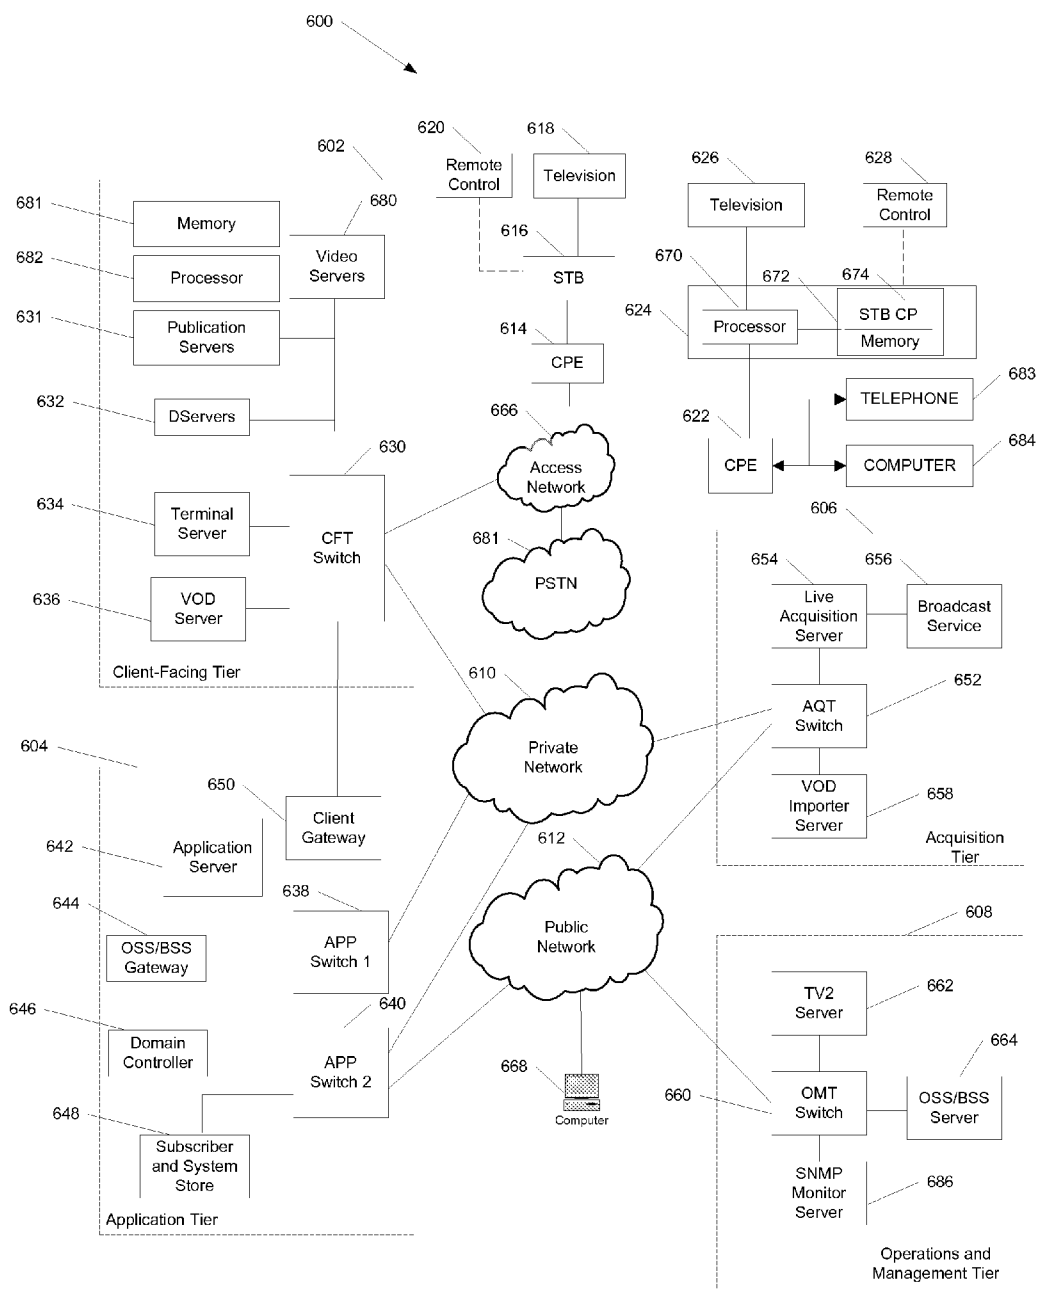 600
620
618
602
626
628
Remote
Control
Television
681
680
Memory
Television
Remote
Control
682
616
Video
Servers
670
672
674
Processor
STB
631
624
STB CP
Processor
Memory
Publication
Servers
614
CPE
683
632
TELEPHONE
DServers
666
622
684
630
Access
Network
CPE
COMPUTER
634
Terminal
Server
CFT
Switch
681
606
PSTN
654
656
636
VOD
Server
Live
Acquisition
Server
Broadcast
Service
Client-Facing Tier
610
652
AQT
Switch
604
Private
Network
650
VOD
Importer
Server
658
Client
Gateway
612
Acquisition
Tier
642
Application
Server
638
644
608
Public
Network
OSS/BSS
Gateway
APP
Switch 1
662
TV2
Server
640
646
Domain
Controller
664
APP
Switch 2
668
660
OMT
Switch
OSS/BSS
Server
648
Computer
Subscriber
and System
Store
SNMP
Monitor
Server
686
Application Tier
Operations and
Management Tier